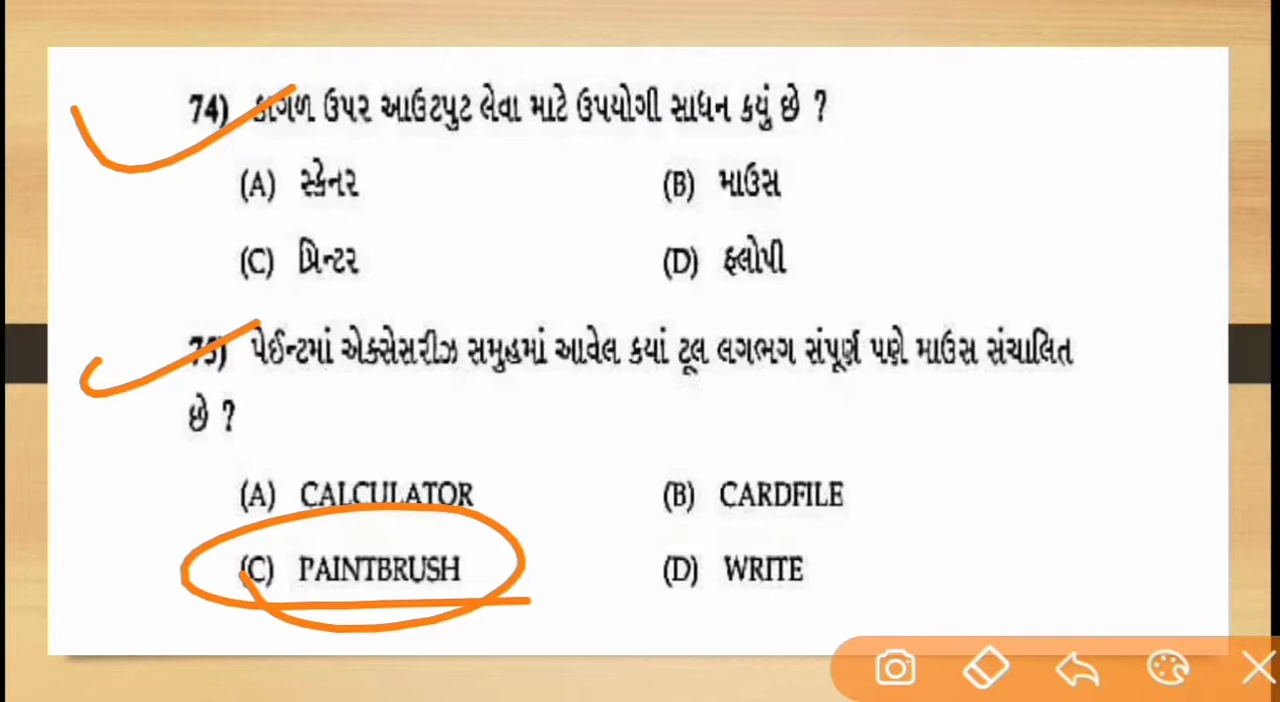 74) કાગળ ઉપર આઉટપુટ લેવા માટે ઉપયોગી સાધન કયું છે ?
(A) સ્કેનર (B) માઉસ
(C) પ્રિન્ટર (D) ફ્લોપી
75) પેઈન્ટમાં એક્સેસરીઝ સમુહમાં આવેલ કયાં ટૂલ લગભગ સંપૂર્ણ પણે માઉસ સંચાલિત
છે ?
(A) CALCULATOR (B) CARDFILE
(C) PAINTBRUSH (D) WRITE